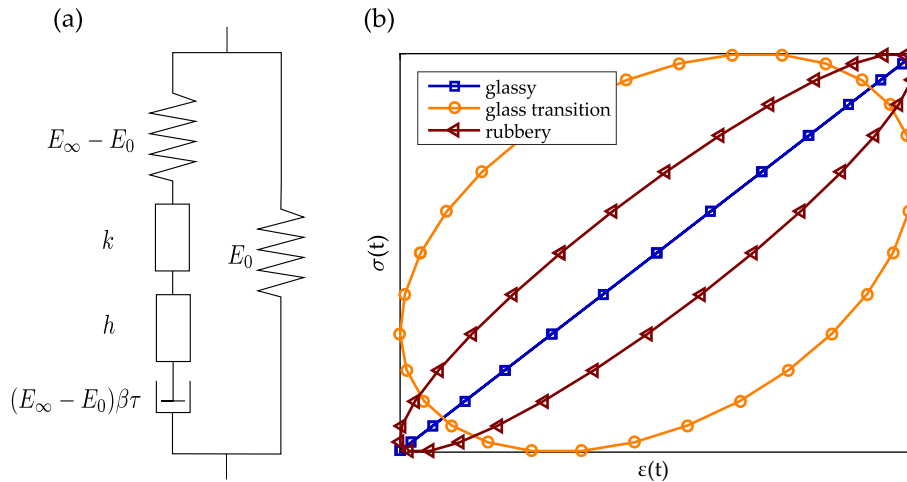 (a)
E∞ − E0
k
h
(E∞ − E0)βτ
E0
(b)
glassy
glass transition
rubbery
σ(t)
ε(t)